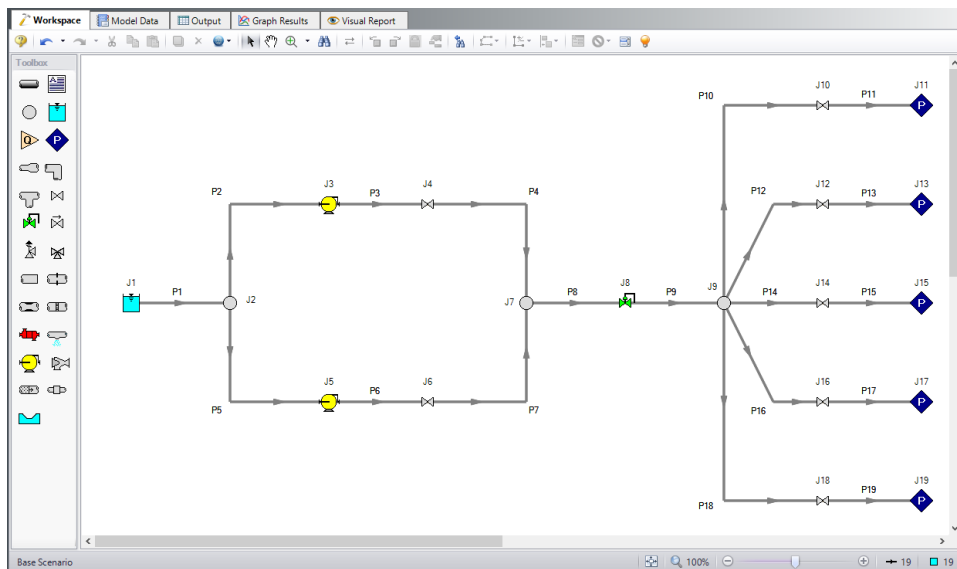 Workspace Model Data Output Graph Results Visual Report
Toolbox
A
Q P
J1
P1
J2
P2
J3
P3
J4
P4
P5
J5
P6
J6
P7
J7
P8
J8
P9
J9
P10
J10
P11
J11
P
P12
J12
P13
J13
P
P14
J14
P15
J15
P
P16
J16
P17
J17
P
P18
J18
P19
J19
P
Base Scenario 100% 19 19